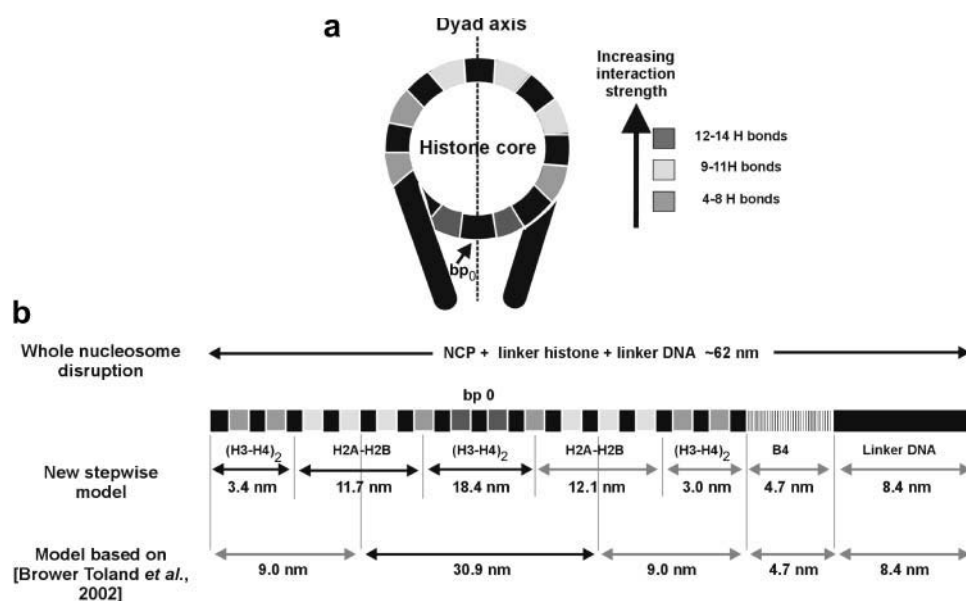 a
Dyad axis
Increasing
interaction
strength
12-14 H bonds
9-11H bonds
4-8 H bonds
Histone core
bp0
b
Whole nucleosome
disruption
NCP + linker histone + linker DNA ~62 nm
bp 0
New stepwise
model
(H3-H4)2
H2A-H2B
(H3-H4)2
H2A-H2B
(H3-H4)2
B4
Linker DNA
3.4 nm
11.7 nm
18.4 nm
12.1 nm
3.0 nm
4.7 nm
8.4 nm
Model based on
[Brower Toland et al.,
2002]
9.0 nm
30.9 nm
9.0 nm
4.7 nm
8.4 nm